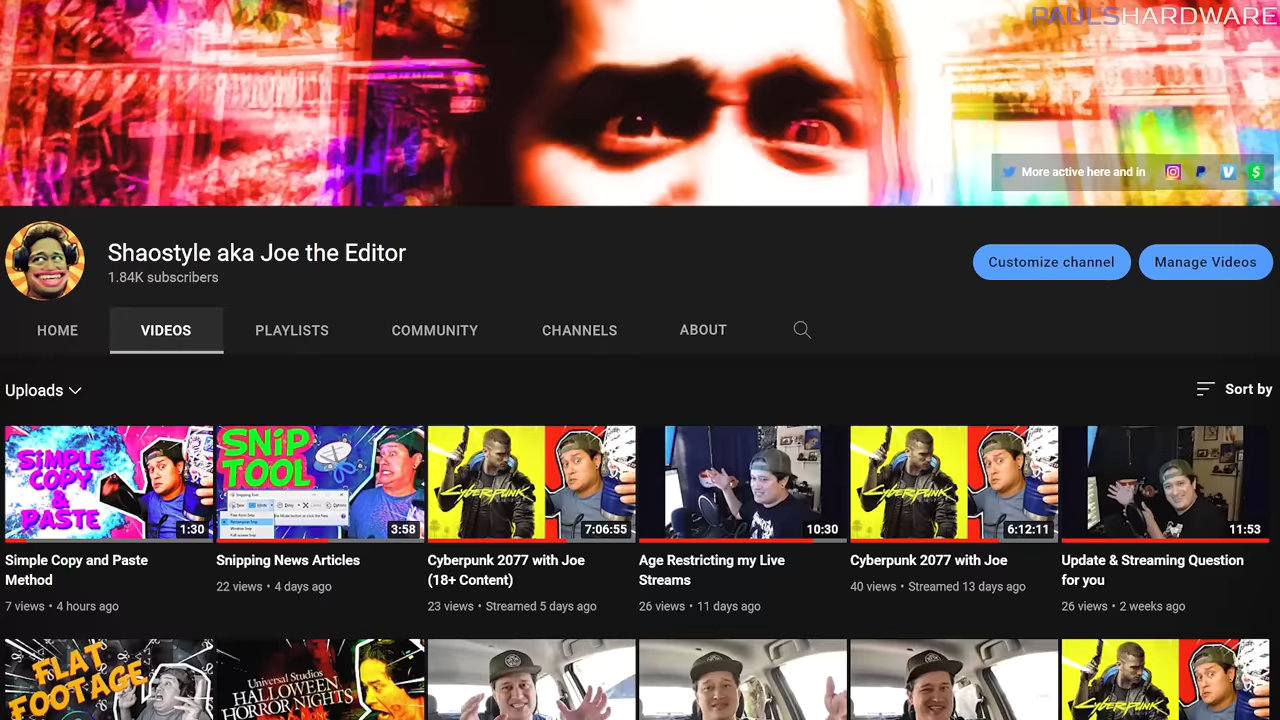 PAUL'SHARDWARE
More active here and in
Shaostyle aka Joe the Editor
1.84K subscribers
Customize channel
Manage Videos
HOME
VIDEOS
PLAYLISTS
COMMUNITY
CHANNELS
ABOUT
Uploads
Sort by
SIMPLE
COPY
&
PASTE
1:30
SNIP
TOOL
3:58
CYBERPUNK
7:06:55
10:30
CYBERPUNK
6:12:11
11:53
Simple Copy and Paste
Method
7 views • 4 hours ago
Snipping News Articles
22 views • 4 days ago
Cyberpunk 2077 with Joe
(18+ Content)
23 views • Streamed 5 days ago
Age Restricting my Live
Streams
26 views • 11 days ago
Cyberpunk 2077 with Joe
40 views • Streamed 13 days ago
Update & Streaming Question
for you
26 views • 2 weeks ago
FLAT
FOOTAGE
Universal Studios
HALLOWEEN
HORROR NIGHTS
CYBERPUNK